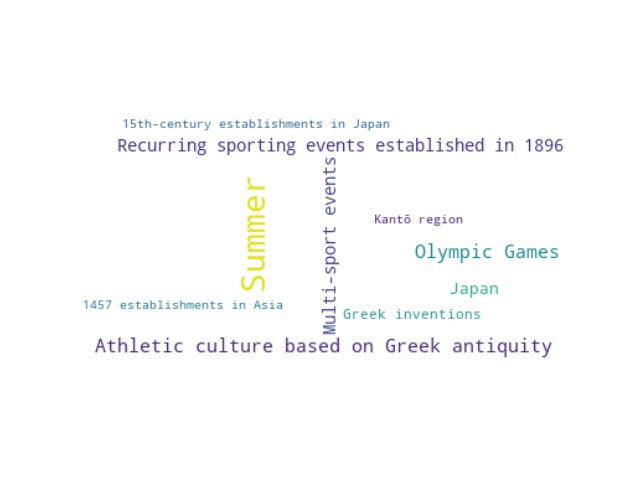 15th-century establishments in Japan
Recurring sporting events established in 1896
Summer
Multi-sport events
Kantō region
Olympic Games
Japan
1457 establishments in Asia
Greek inventions
Athletic culture based on Greek antiquity